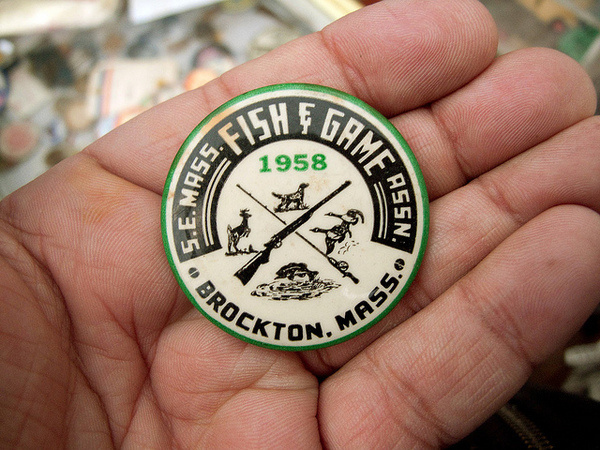 S.E. MASS. FISH & GAME ASSN.
1958
BROCKTON, MASS.